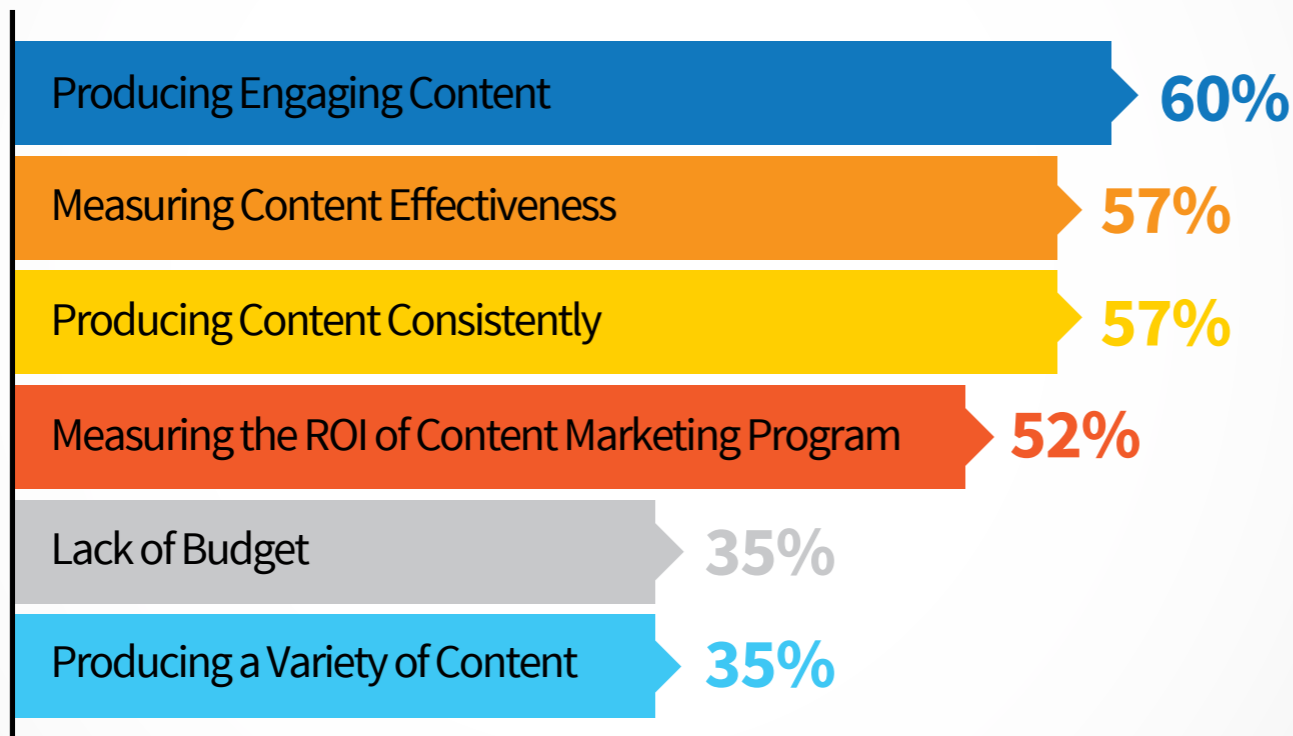 Producing Engaging Content 60%
Measuring Content Effectiveness 57%
Producing Content Consistently 57%
Measuring the ROI of Content Marketing Program 52%
Lack of Budget 35%
Producing a Variety of Content 35%